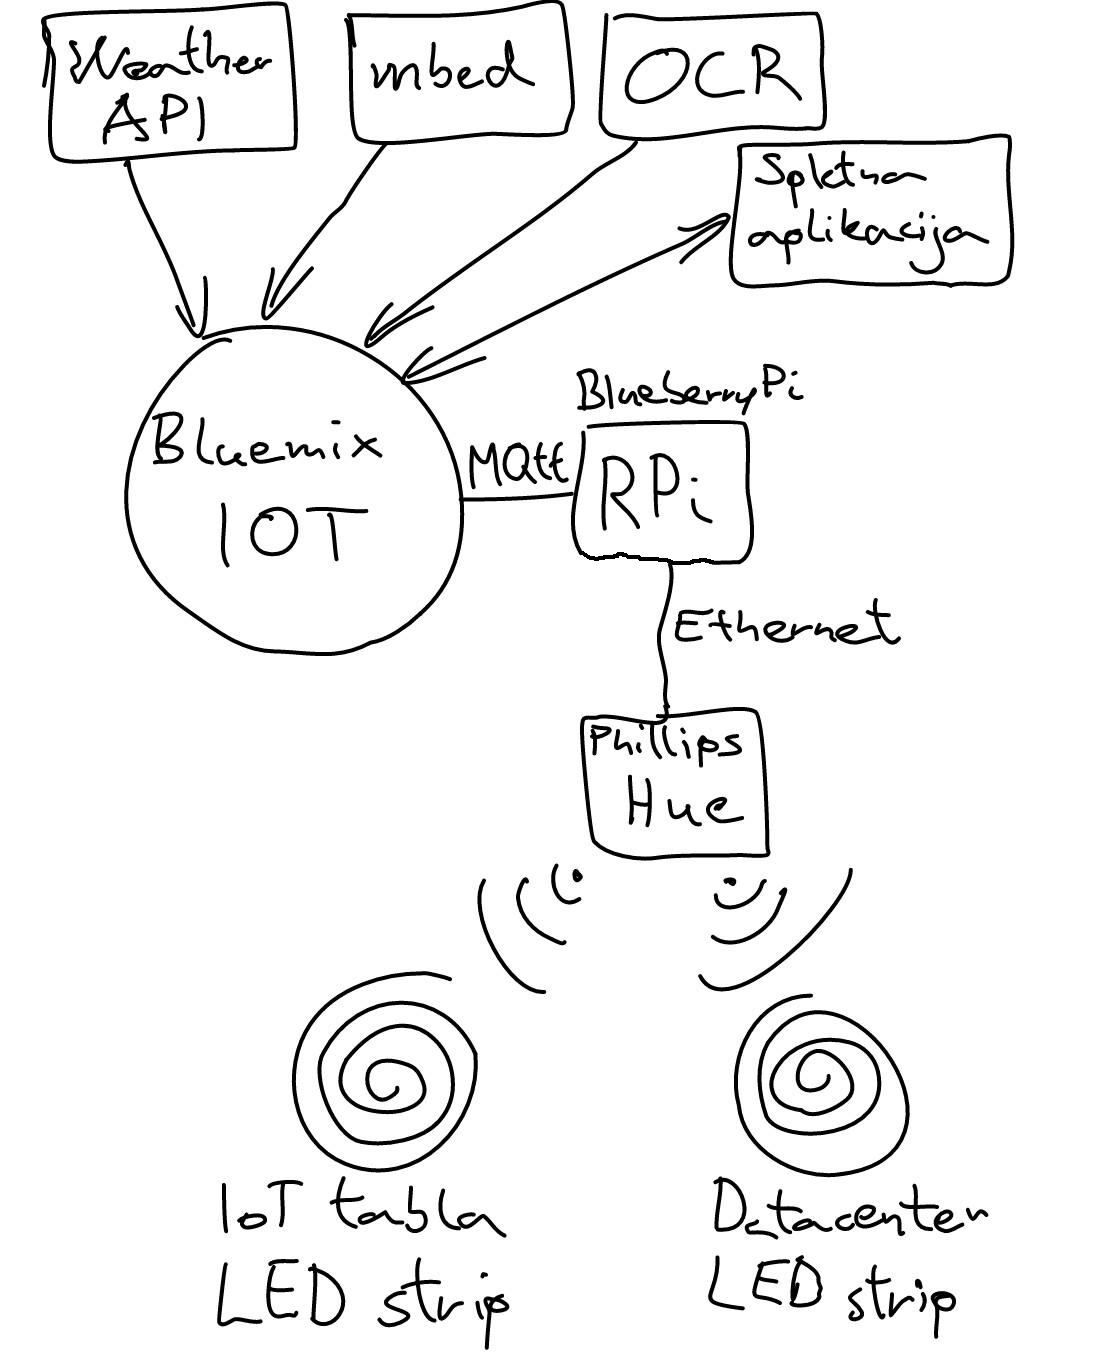 Weather
API
mbed
OCR
Spletna
aplikacija
Bluemix
IOT
MQtt
BlueberryPi
RPi
Ethernet
Phillips
Hue
IoT tabla
LED strip
Datacenter
LED strip